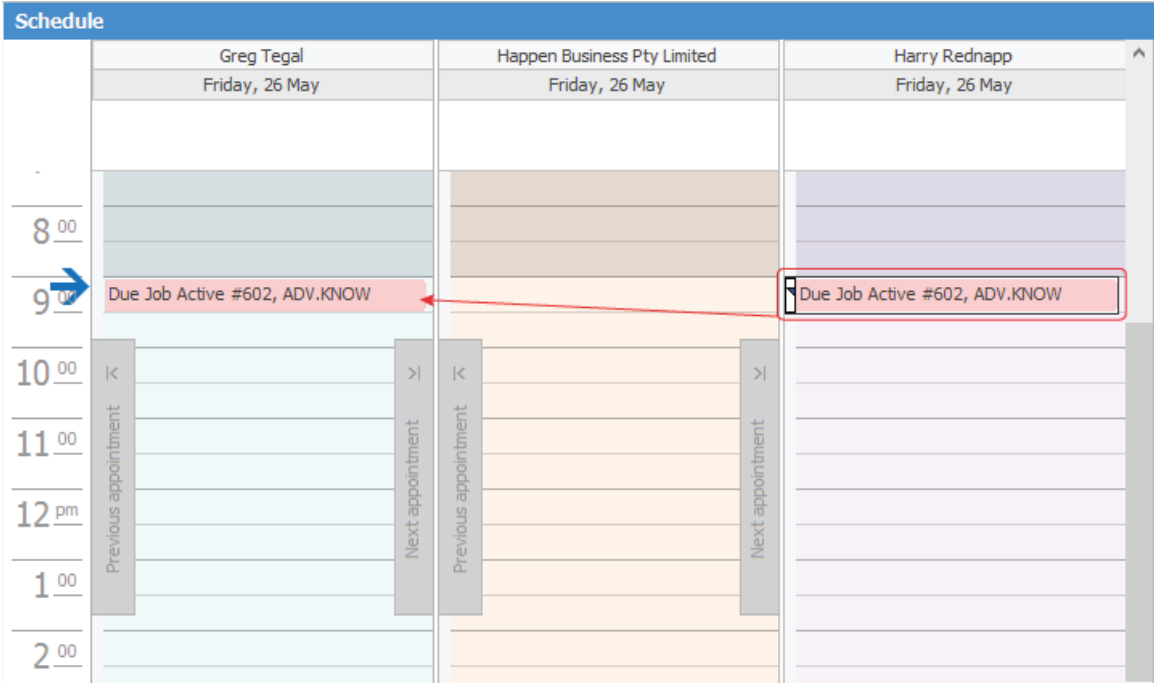 Schedule
Greg Tegal
Happen Business Pty Limited
Harry Rednapp
Friday, 26 May
Friday, 26 May
Friday, 26 May
8 00
9 00
Due Job Active #602, ADV.KNOW
Due Job Active #602, ADV.KNOW
10 00
11 00
12 pm
1 00
2 00
Previous appointment
Next appointment
Previous appointment
Next appointment